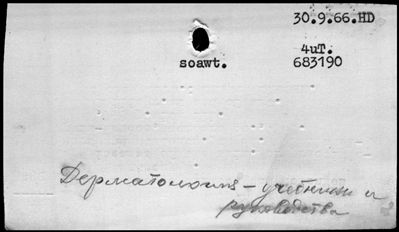 30.9.66.HD
soawt.
4uT.
683190
Дерматология – учебники и
руководства